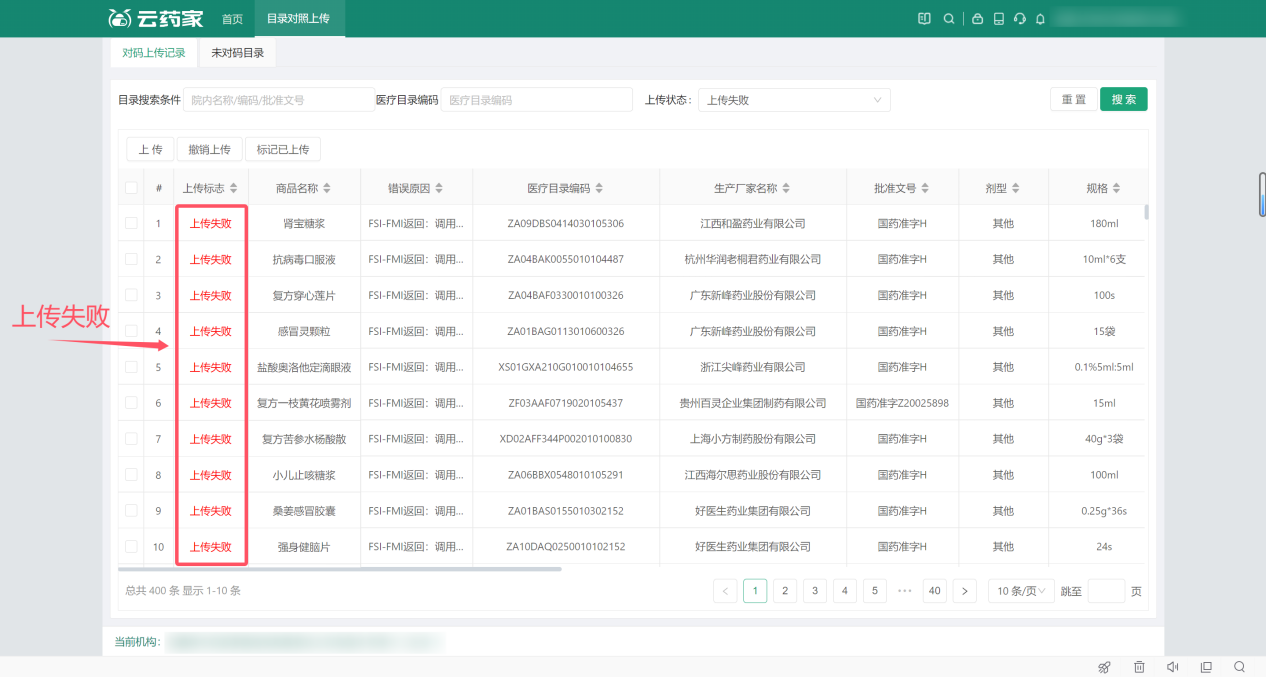 云药家 首页 目录对照上传
对码上传记录 未对码目录
目录搜索条件 院内名称/编码/批准文号 医疗目录编码 医疗目录编码 上传状态： 上传失败 重 置 搜 索
上 传 撤销上传 标记已上传
# 上传标志 商品名称 错误原因 医疗目录编码 生产厂家名称 批准文号 剂型 规格
1 上传失败 肾宝糖浆 FSI-FMI返回：调用... ZA09DBS0414030105306 江西和盈药业有限公司 国药准字H 其他 180ml
2 上传失败 抗病毒口服液 FSI-FMI返回：调用... ZA04BAK0055010104487 杭州华润老桐君药业有限公司 国药准字H 其他 10ml*6支
3 上传失败 复方穿心莲片 FSI-FMI返回：调用... ZA04BAF0330010100326 广东新峰药业股份有限公司 国药准字H 其他 100s
上传失败
4 上传失败 感冒灵颗粒 FSI-FMI返回：调用... ZA01BAG0113010600326 广东新峰药业股份有限公司 国药准字H 其他 15袋
5 上传失败 盐酸奥洛他定滴眼液 FSI-FMI返回：调用... XS01GXA210G010010104655 浙江尖峰药业有限公司 国药准字H 其他 0.1%5ml:5ml
6 上传失败 复方一枝黄花喷雾剂 FSI-FMI返回：调用... ZF03AAF0719020105437 贵州百灵企业集团制药有限公司 国药准字Z20025898 其他 15ml
7 上传失败 复方苦参水杨酸散 FSI-FMI返回：调用... XD02AFF344P002010100830 上海小方制药股份有限公司 国药准字H 其他 40g*3袋
8 上传失败 小儿止咳糖浆 FSI-FMI返回：调用... ZA06BBX0548010105291 江西海尔思药业股份有限公司 国药准字H 其他 100ml
9 上传失败 桑姜感冒胶囊 FSI-FMI返回：调用... ZA01BAS0155010302152 好医生药业集团有限公司 国药准字H 其他 0.25g*36s
10 上传失败 强身健脑片 FSI-FMI返回：调用... ZA10DAQ0250010102152 好医生药业集团有限公司 国药准字H 其他 24s
总共 400 条 显示 1-10 条 < 1 2 3 4 5 ••• 40 > 10 条/页 跳至 页
当前机构：